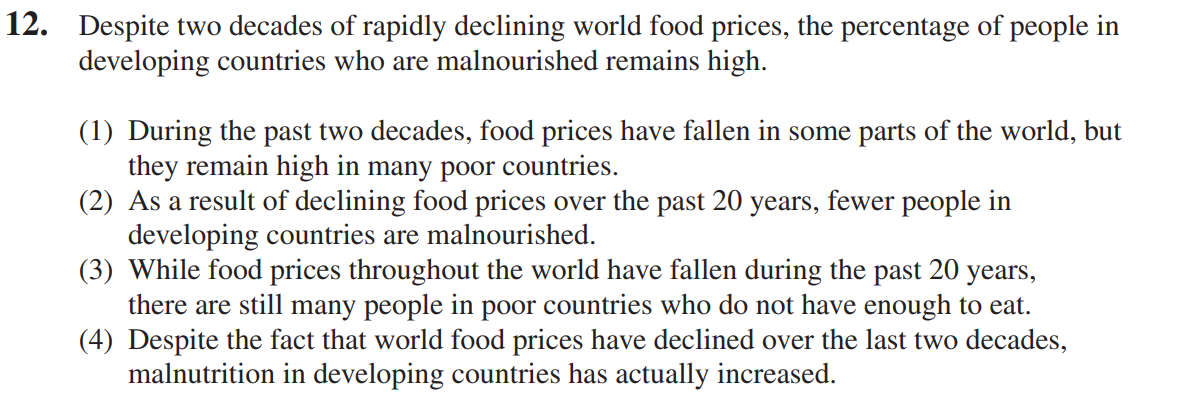 12. Despite two decades of rapidly declining world food prices, the percentage of people in
developing countries who are malnourished remains high.
(1) During the past two decades, food prices have fallen in some parts of the world, but
they remain high in many poor countries.
(2) As a result of declining food prices over the past 20 years, fewer people in
developing countries are malnourished.
(3) While food prices throughout the world have fallen during the past 20 years,
there are still many people in poor countries who do not have enough to eat.
(4) Despite the fact that world food prices have declined over the last two decades,
malnutrition in developing countries has actually increased.